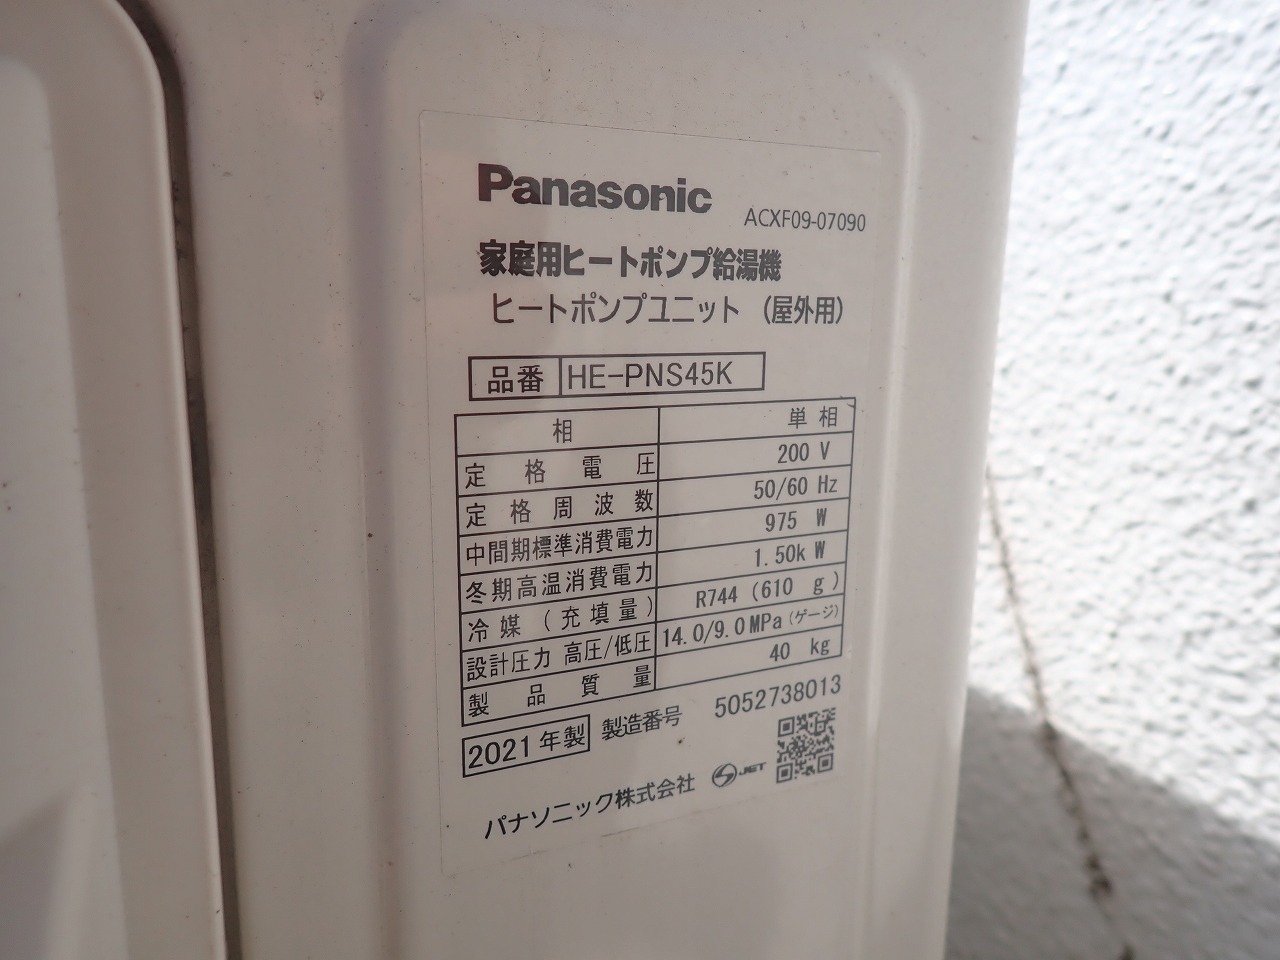 Panasonic
ACXF09-07090
家庭用ヒートポンプ給湯機
ヒートポンプユニット （屋外用）
品番 HE-PNS45K
相 単 相
定 格 電 圧 200 V
定 格 周 波 数 50/60 Hz
中間期標準消費電力 975 W
冬期高温消費電力 1.50k W
冷 媒 （ 充 填 量 ） R744 (610 g )
設計圧力 高圧/低圧 14.0/9.0 MPa (ゲージ)
製 品 質 量 40 kg
2021 年製 製造番号 5052738013
パナソニック株式会社 JET